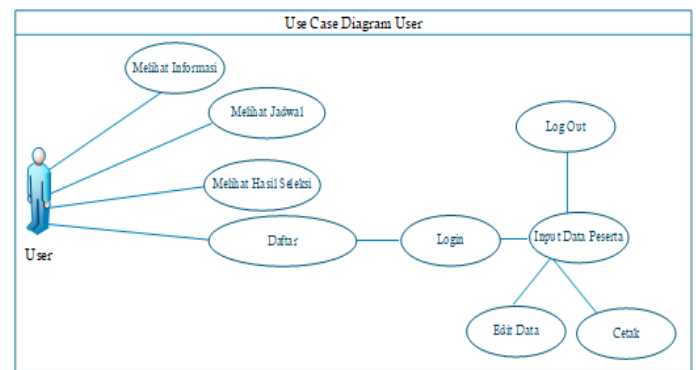 Use Case Diagram User
Melihat Informasi
Melihat Jadwal
Log Out
Melihat Hasil Seleksi
Daftar
Login
Input Data Peserta
User
Edit Data
Cetak